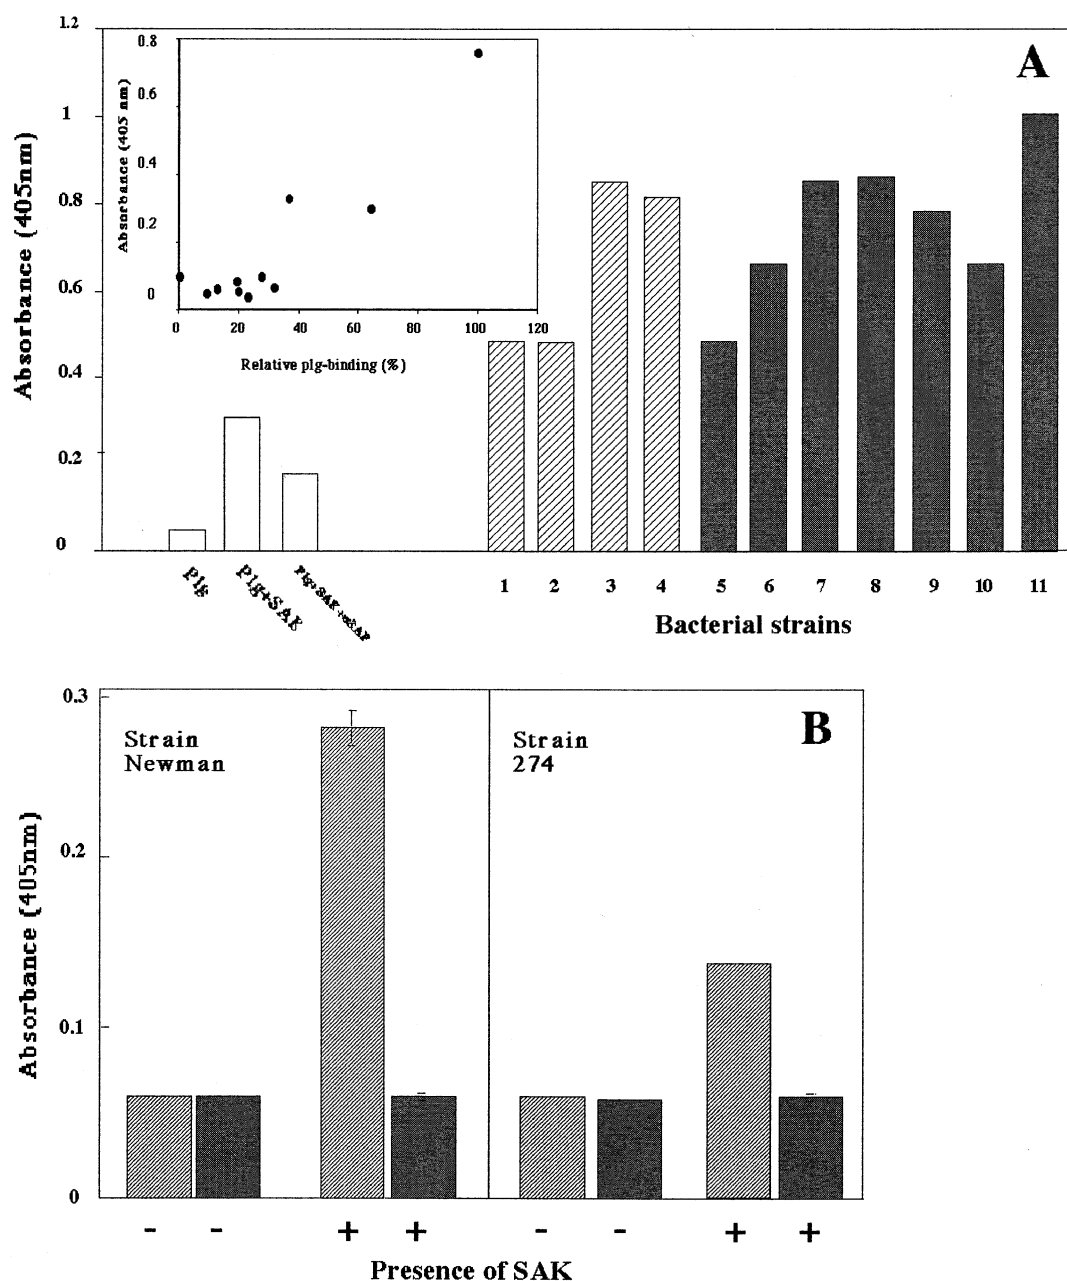 A
Absorbance (405nm)
1.2
1
0.8
0.6
0.4
0.2
0
Absorbance (405 nm)
0.8
0.6
0.4
0.2
0
0 20 40 60 80 100 120
Relative plg-binding (%)
plg
plg+SAK
1 2 3 4 5 6 7 8 9 10 11
Bacterial strains
B
Absorbance (405nm)
0.3
0.2
0.1
0
Strain
Newman
Strain
274
- - + + - - + +
Presence of SAK